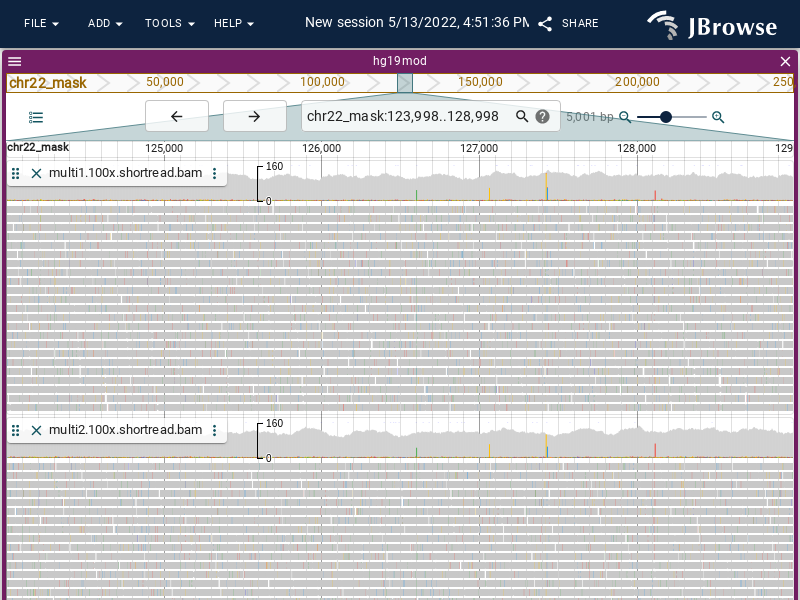 FILE ADD TOOLS HELP New session 5/13/2022, 4:51:36 PM SHARE JBrowse
hg19mod
chr22_mask 50,000 100,000 150,000 200,000 250
chr22_mask:123,998..128,998 ? 5,001 bp
chr22_mask 125,000 126,000 127,000 128,000 129
multi1.100x.shortread.bam 160
0
multi2.100x.shortread.bam 160
0